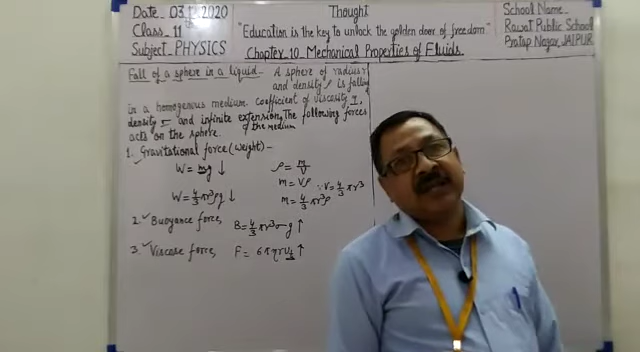 Date 03.12.2020
Class. 11th
Subject. PHYSICS
Thought
"Education is the key to unlock the golden door of freedom"
Chapter 10. Mechanical Properties of Fluids.
School Name.
Rawat Public School
Pratap Nagar JAIPUR
Fall of a sphere in a liquid. A sphere of radius r
and density ρ is falling
in a homogenous medium. Coefficient of viscosity η,
density σ and infinite extension. The following forces
of the medium
acts on the sphere.
1. Gravitational force (weight) -
W = mg ↓
ρ = m/V
m = Vρ ∵ V = 4/3 πr³
W = 4/3 πr³ρg ↓
m = 4/3 πr³ρ
2. Buoyance force, B = 4/3 πr³σg ↑
3. Viscose force, F = 6πηrv ↑